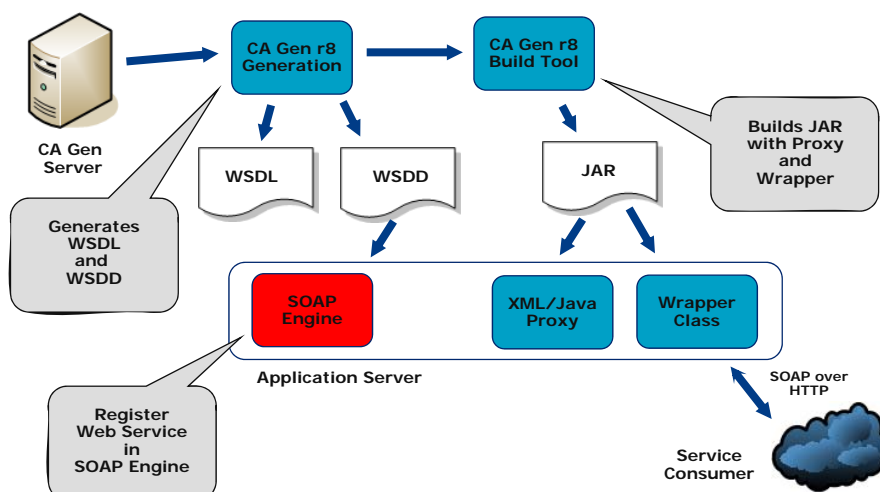 CA Gen r8
Generation
CA Gen r8
Build Tool
CA Gen
Server
Builds JAR
with Proxy
and
Wrapper
WSDL
WSDD
JAR
Generates
WSDL
and
WSDD
SOAP
Engine
XML/Java
Proxy
Wrapper
Class
Application Server
SOAP over
HTTP
Register
Web Service
in
SOAP Engine
Service
Consumer